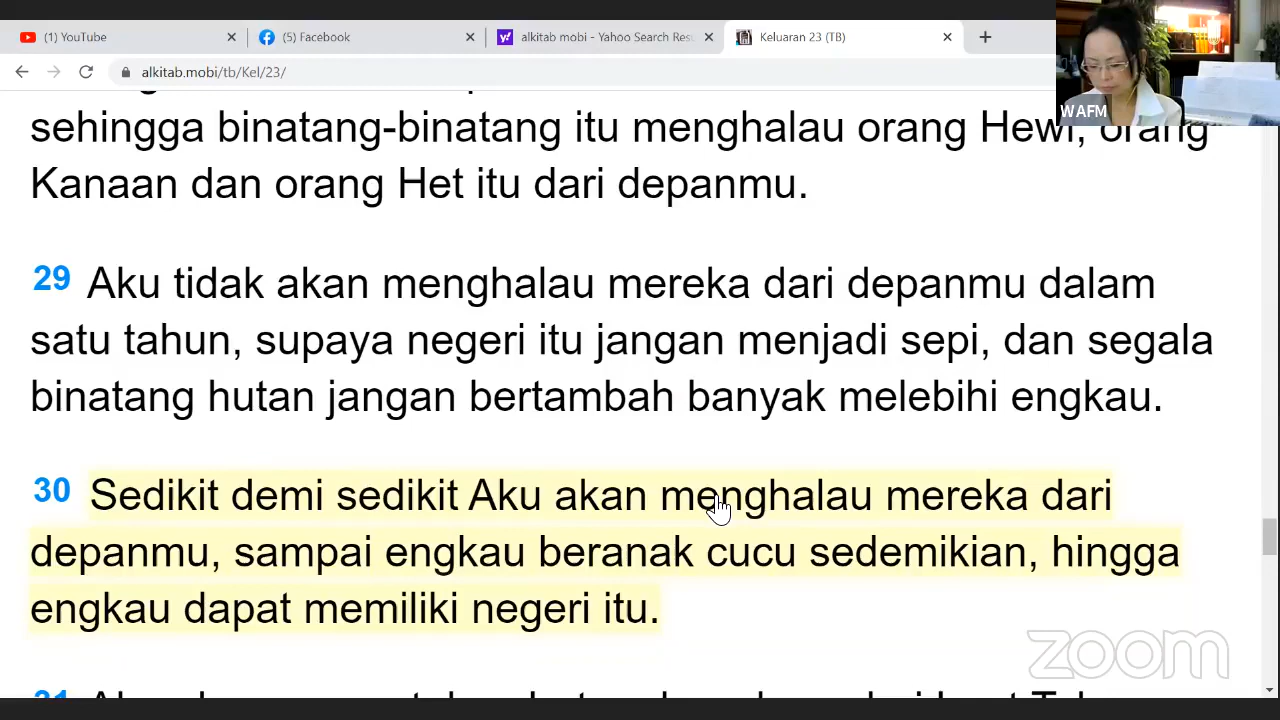 (1) YouTube
(5) Facebook
alkitab mobi - Yahoo Search Resu
Keluaran 23 (TB)
alkitab.mobi/tb/Kel/23/
WAFM
sehingga binatang-binatang itu menghalau orang Hewi, orang
Kanaan dan orang Het itu dari depanmu.
29 Aku tidak akan menghalau mereka dari depanmu dalam
satu tahun, supaya negeri itu jangan menjadi sepi, dan segala
binatang hutan jangan bertambah banyak melebihi engkau.
30 Sedikit demi sedikit Aku akan menghalau mereka dari
depanmu, sampai engkau beranak cucu sedemikian, hingga
engkau dapat memiliki negeri itu.
zoom
31